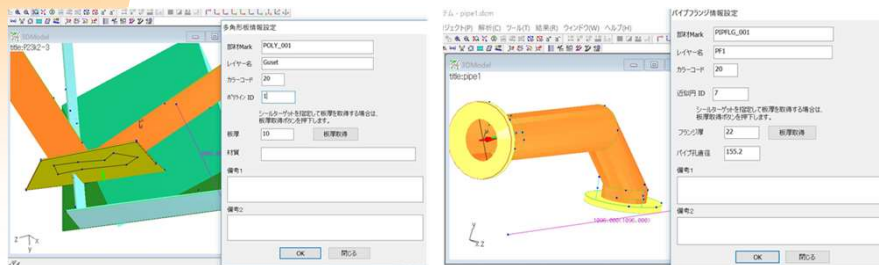 3DModel
title:P23k2-3
多角形板情報設定
部材Mark POLY_001
レイヤー名 Guset
カラーコード 20
ポリライン ID 1
シールターゲットを指定して板厚を取得する場合は、
板厚取得ボタンを押下します。
板厚 10 板厚取得
材質
備考1
備考2
OK 閉じる
テム - pipe1.dcm
解析(C) ツール(T) 結果(R) ウィンドウ(W) ヘルプ(H)
3DModel
title:pipe1
パイプフランジ情報設定
部材Mark PIPFLG_001
レイヤー名 PF1
カラーコード 20
近似円 ID 7
シールターゲットを指定して板厚を取得する場合は、
板厚取得ボタンを押下します。
フランジ厚 22 板厚取得
パイプ孔直径 155.2
備考1
備考2
OK 閉じる